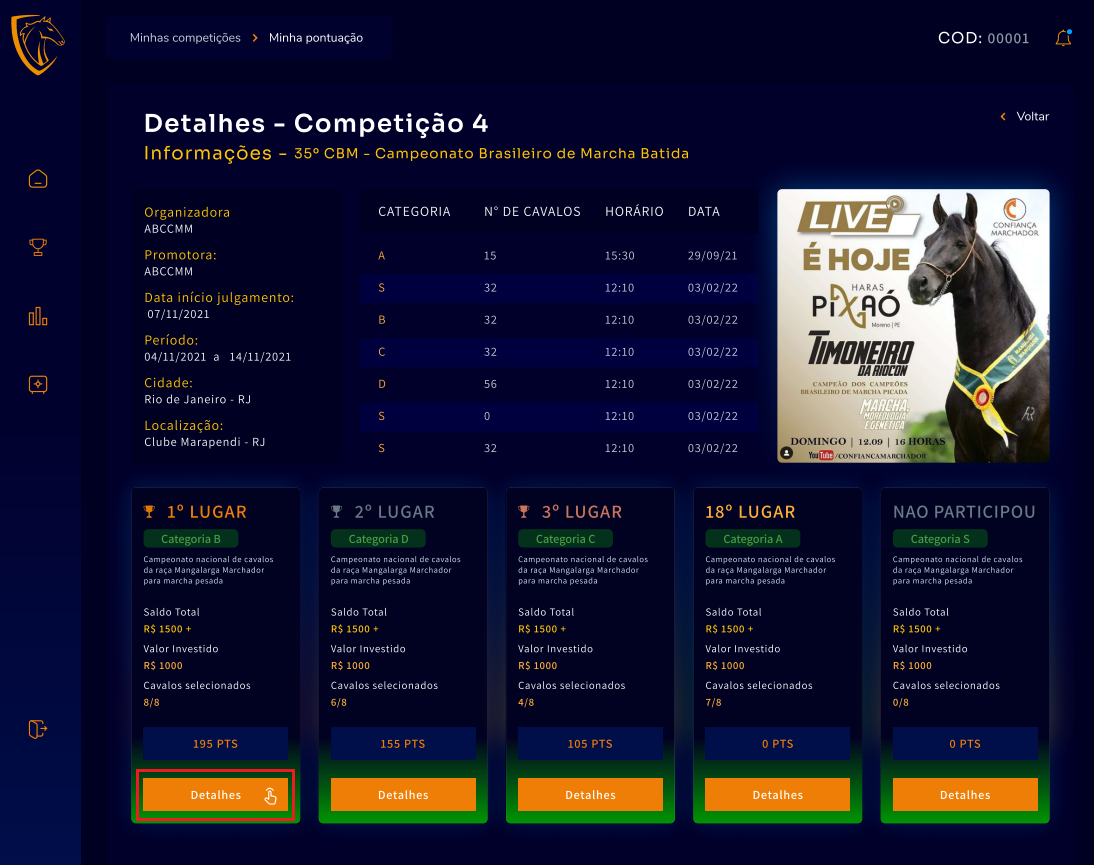 Minhas competições > Minha pontuação
COD: 00001
Detalhes - Competição 4
Voltar
Informações - 35º CBM - Campeonato Brasileiro de Marcha Batida
Organizadora
ABCCMM
Promotora:
ABCCMM
Data início julgamento:
07/11/2021
Período:
04/11/2021 a 14/11/2021
Cidade:
Rio de Janeiro - RJ
Localização:
Clube Marapendi - RJ
CATEGORIA N° DE CAVALOS HORÁRIO DATA
A 15 15:30 29/09/21
S 32 12:10 03/02/22
B 32 12:10 03/02/22
C 32 12:10 03/02/22
D 56 12:10 03/02/22
S 0 12:10 03/02/22
S 32 12:10 03/02/22
LIVE
CONFIANÇA
MARCHADOR
É HOJE
HARAS
PIXAÓ
Moreno | PE
TIMONEIRO
DA RIOCON
CAMPEÃO DOS CAMPEÕES
BRASILEIRO DE MARCHA PICADA
MARCHA,
MORFOLOGIA
E GENÉTICA
DOMINGO | 12.09 | 16 HORAS
YouTube /CONFIANCAMARCHADOR
1º LUGAR
Categoria B
Campeonato nacional de cavalos
da raça Mangalarga Marchador
para marcha pesada
Saldo Total
R$ 1500 +
Valor Investido
R$ 1000
Cavalos selecionados
8/8
195 PTS
Detalhes
2º LUGAR
Categoria D
Campeonato nacional de cavalos
da raça Mangalarga Marchador
para marcha pesada
Saldo Total
R$ 1500 +
Valor Investido
R$ 1000
Cavalos selecionados
6/8
155 PTS
Detalhes
3º LUGAR
Categoria C
Campeonato nacional de cavalos
da raça Mangalarga Marchador
para marcha pesada
Saldo Total
R$ 1500 +
Valor Investido
R$ 1000
Cavalos selecionados
4/8
105 PTS
Detalhes
18º LUGAR
Categoria A
Campeonato nacional de cavalos
da raça Mangalarga Marchador
para marcha pesada
Saldo Total
R$ 1500 +
Valor Investido
R$ 1000
Cavalos selecionados
7/8
0 PTS
Detalhes
NAO PARTICIPOU
Categoria S
Campeonato nacional de cavalos
da raça Mangalarga Marchador
para marcha pesada
Saldo Total
R$ 1500 +
Valor Investido
R$ 1000
Cavalos selecionados
0/8
0 PTS
Detalhes